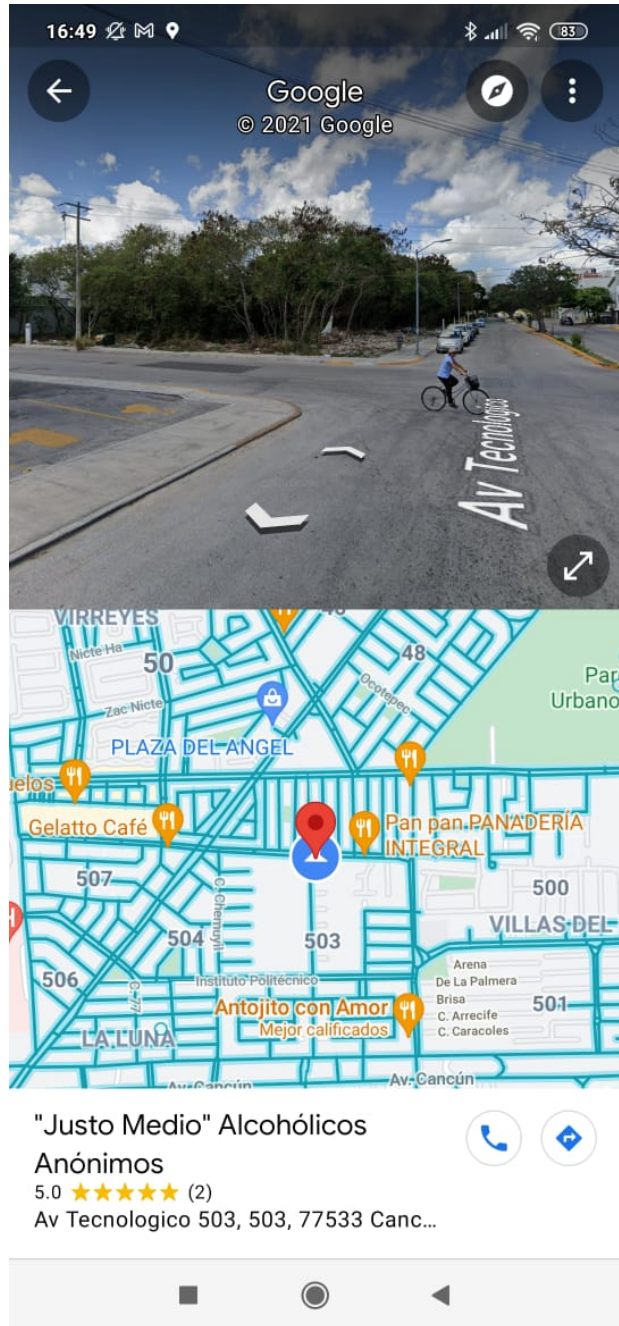 16:49
83
Google
© 2021 Google
Av Tecnologico
VIRREYES
Nicte Ha
50
48
Ocotepec
Par
Urbano
Zac Nicte
PLAZA DEL ANGEL
uelos
Gelatto Café
Pan pan PANADERÍA
INTEGRAL
507
C. Chemuyil
500
VILLAS DEL
504
503
Arena
De La Palmera
Instituto Politécnico
506
C. 77
Brisa
501
Antojito con Amor
Mejor calificados
C. Arrecife
C. Caracoles
LA LUNA
Av. Cancún
Av. Cancún
"Justo Medio" Alcohólicos
Anónimos
5.0 ★★★★★ (2)
Av Tecnologico 503, 503, 77533 Canc...